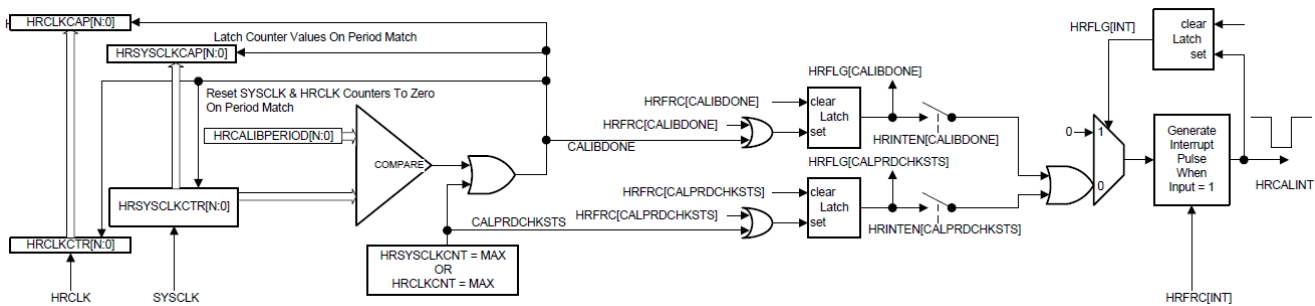 HRCLKCAP[N:0]
Latch Counter Values On Period Match
HRSYSCLKCAP[N:0]
Reset SYSCLK & HRCLK Counters To Zero
On Period Match
HRCALIBPERIOD[N:0]
COMPARE
HRSYSCLKCTR[N:0]
HRCLKCTR[N:0]
HRCLK
SYSCLK
HRSYSCLKCNT = MAX
OR
HRCLKCNT = MAX
CALPRDCHKSTS
CALIBDONE
HRFRC[CALIBDONE]
HRFRC[CALIBDONE]
clear
Latch
set
HRFLG[CALIBDONE]
HRINTEN[CALIBDONE]
HRFLG[CALPRDCHKSTS]
HRFRC[CALPRDCHKSTS]
HRFRC[CALPRDCHKSTS]
clear
Latch
set
HRINTEN[CALPRDCHKSTS]
HRFLG[INT]
clear
Latch
set
0
1
0
Generate
Interrupt
Pulse
When
Input = 1
HRCALINT
HRFRC[INT]